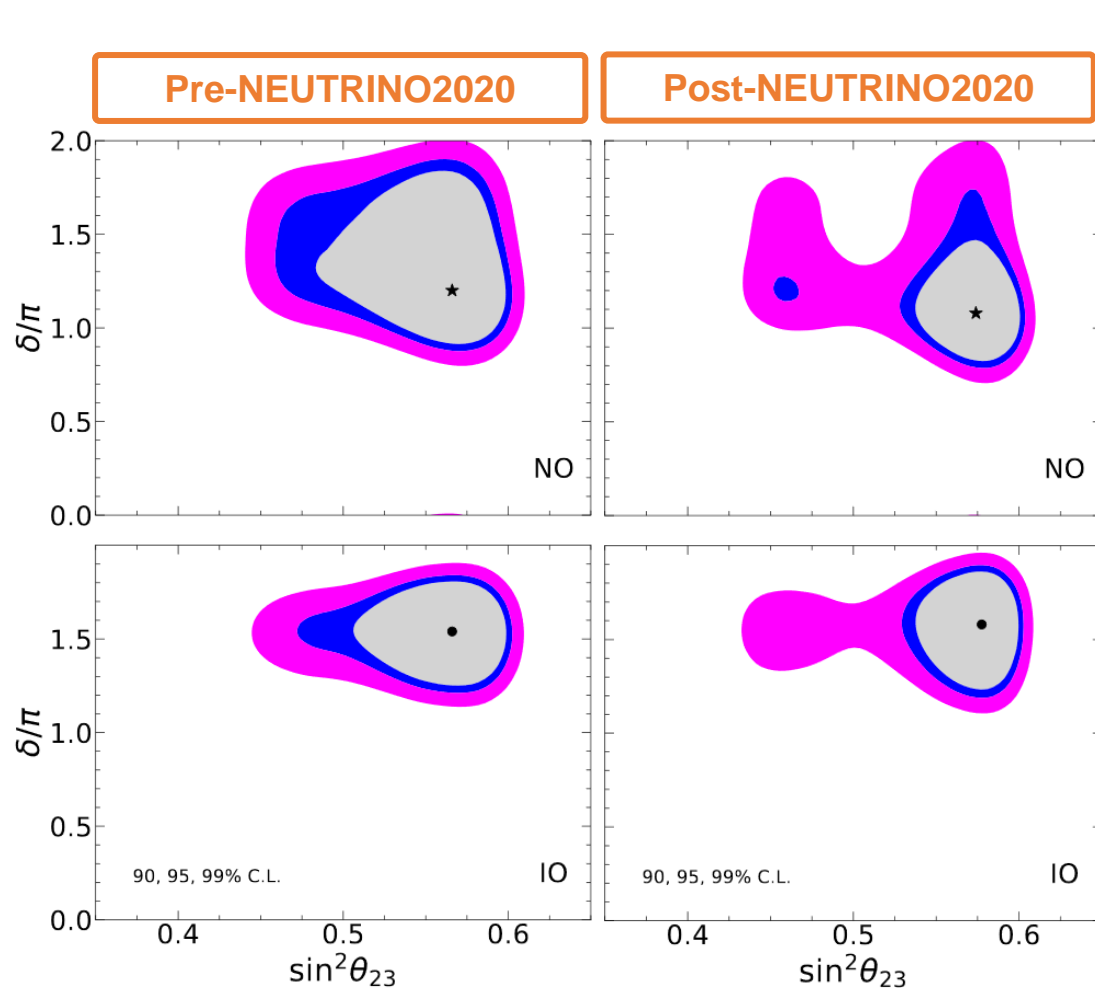 Pre-NEUTRINO2020
Post-NEUTRINO2020
2.0
1.5
1.0
0.5
0.0
δ/π
NO
NO
1.5
1.0
0.5
0.0
δ/π
90, 95, 99% C.L.
IO
90, 95, 99% C.L.
IO
0.4 0.5 0.6
0.4 0.5 0.6
sin²θ₂₃
sin²θ₂₃